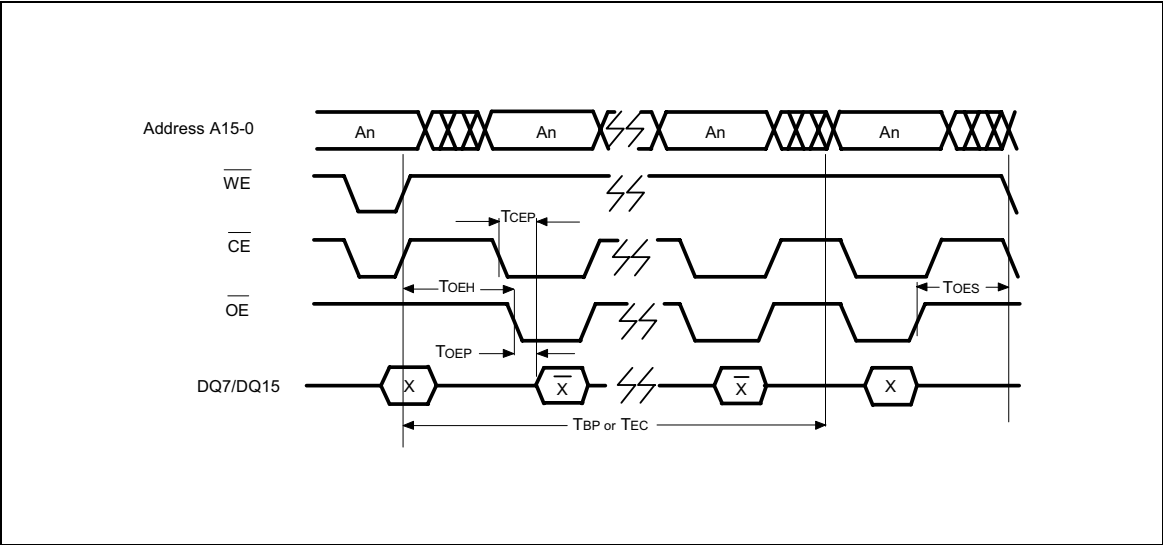 Address A15-0
An An An An
WE
TCEP
CE
TOEH TOES
OE
TOEP
DQ7/DQ15
X X X X
TBP or TEC